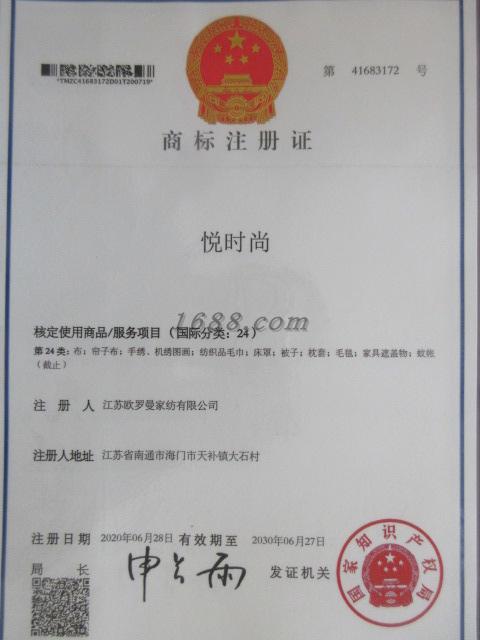 *TMZC41683172D01T200719*
第 41683172 号
商标注册证
悦时尚
1688.com
核定使用商品/服务项目（国际分类：24）
第24类：布；帘子布；手绣、机绣图画；纺织品毛巾；床罩；被子；枕套；毛毯；家具遮盖物；蚊帐
（截止）
注册人 江苏欧罗曼家纺有限公司
注册人地址 江苏省南通市海门市天补镇大石村
注册日期 2020年06月28日 有效期至 2030年06月27日
局长 申长雨 发证机关
国家知识产权局